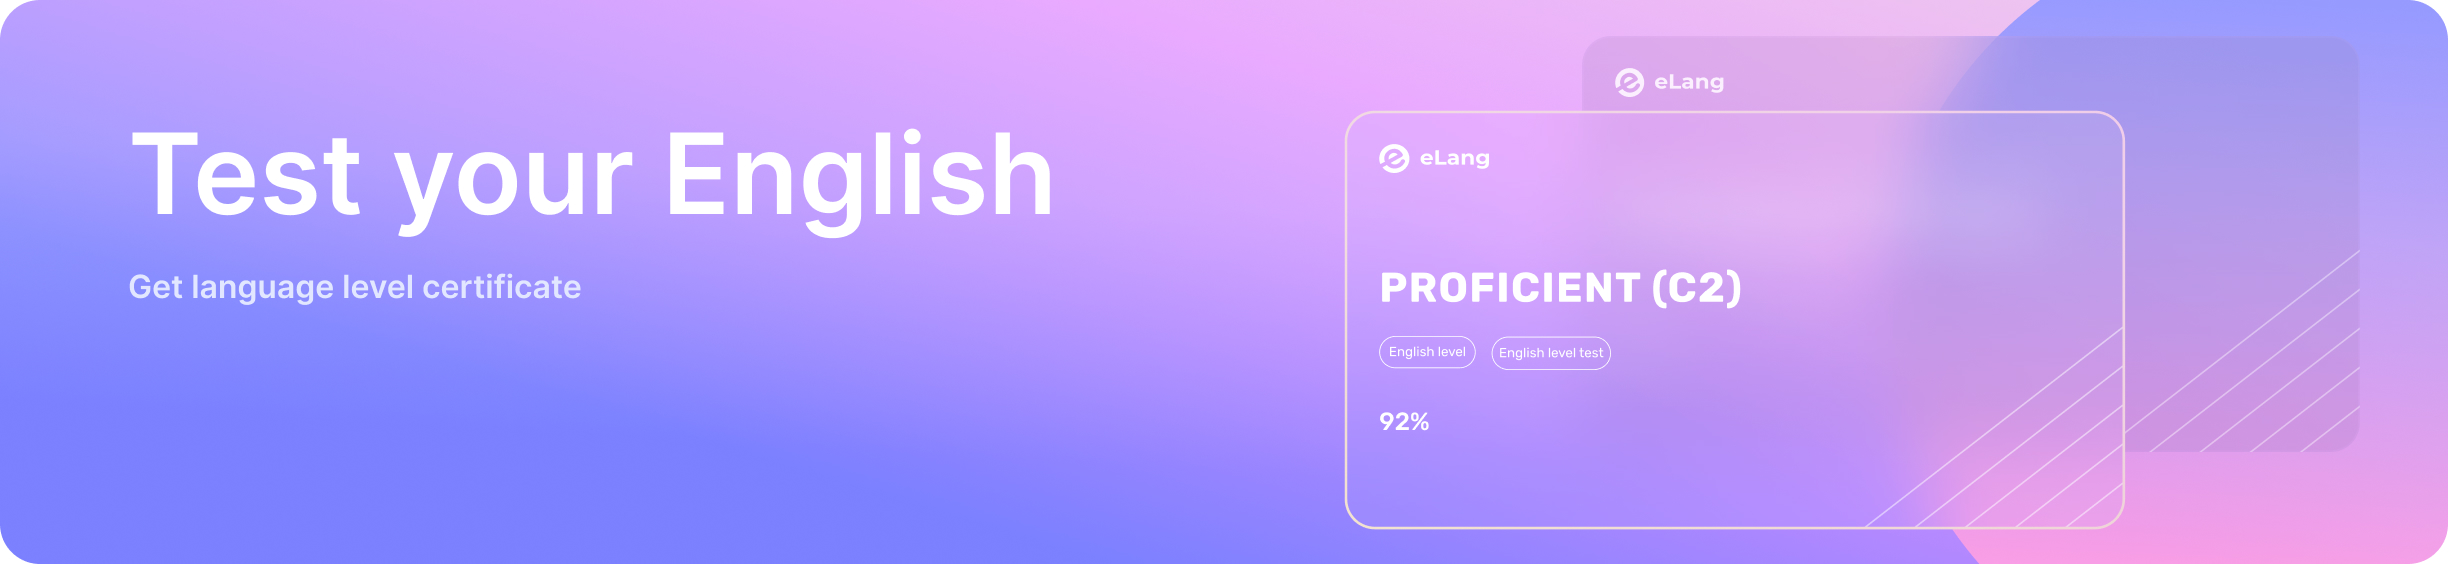 Test your English
Get language level certificate
eLang
eLang
PROFICIENT (C2)
English level
English level test
92%